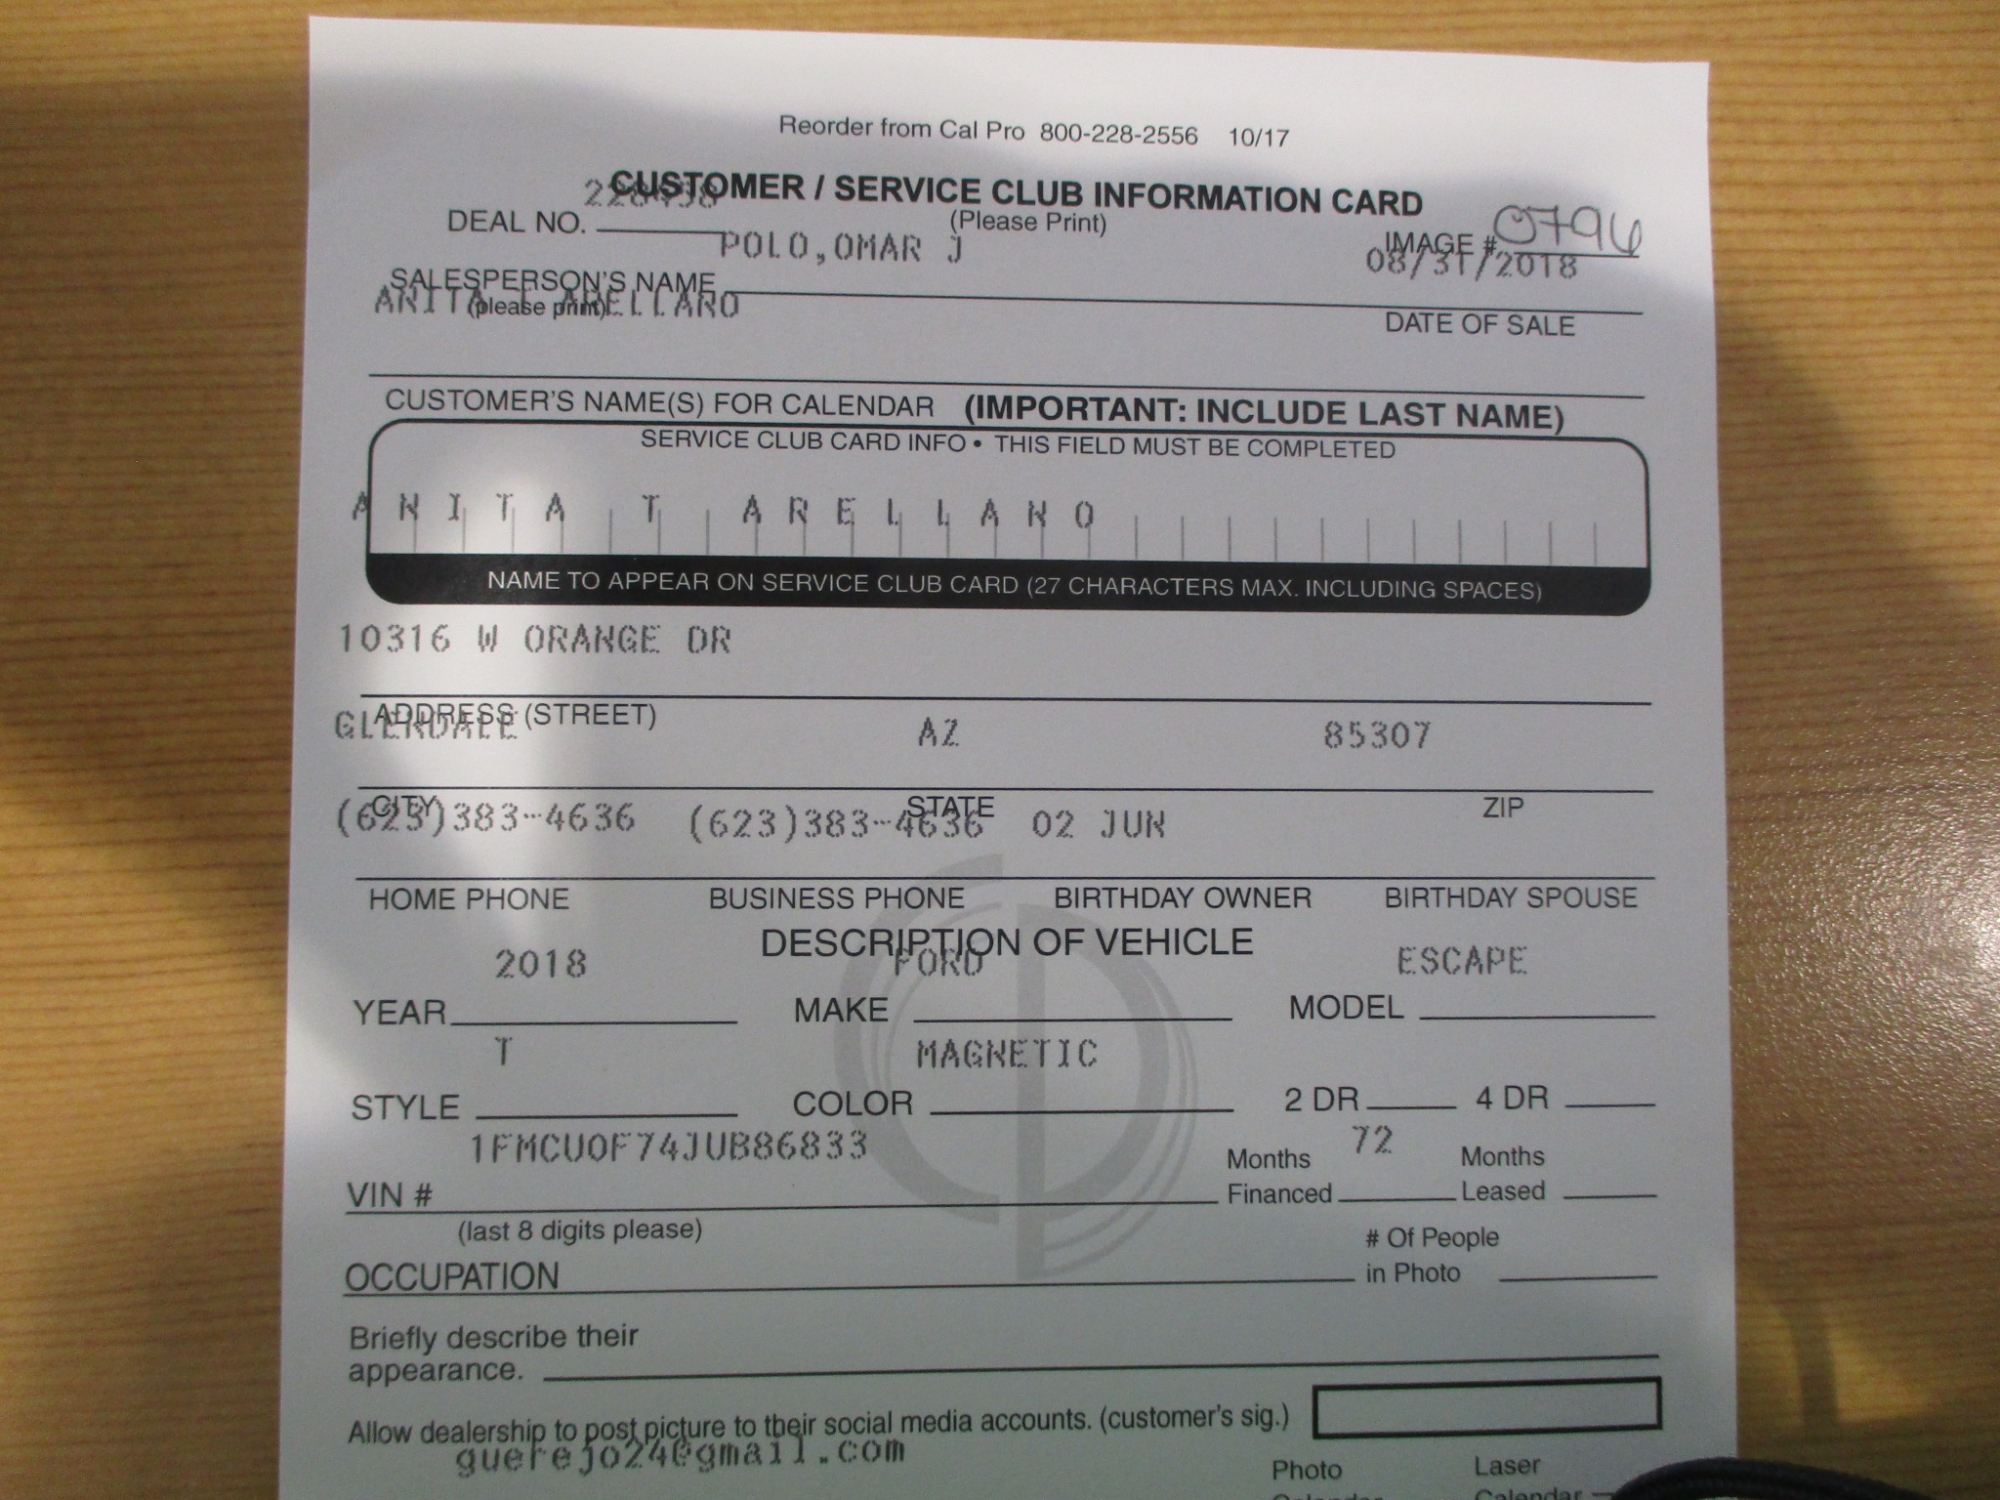 Reorder from Cal Pro 800-228-2556 10/17
CUSTOMER / SERVICE CLUB INFORMATION CARD
(Please Print)
DEAL NO.
IMAGE # 0796
POLO,OMAR J
08/31/2018
SALESPERSON'S NAME
(please print)
ANITA T ARELLANO
DATE OF SALE
CUSTOMER'S NAME(S) FOR CALENDAR (IMPORTANT: INCLUDE LAST NAME)
SERVICE CLUB CARD INFO • THIS FIELD MUST BE COMPLETED
ANITA T ARELLANO
NAME TO APPEAR ON SERVICE CLUB CARD (27 CHARACTERS MAX. INCLUDING SPACES)
10316 W ORANGE DR
ADDRESS (STREET)
GLENDALE AZ 85307
CITY STATE ZIP
(623)383-4636 (623)383-4636 02 JUN
HOME PHONE BUSINESS PHONE BIRTHDAY OWNER BIRTHDAY SPOUSE
DESCRIPTION OF VEHICLE
2018 FORD ESCAPE
YEAR MAKE MODEL
T MAGNETIC
STYLE COLOR 2 DR 4 DR
1FMCU0F74JUB86833 72
VIN # Months Financed Months Leased
(last 8 digits please)
OCCUPATION # Of People in Photo
Briefly describe their
appearance.
Allow dealership to post picture to their social media accounts. (customer's sig.)
guerejo24@gmail.com
Photo Laser